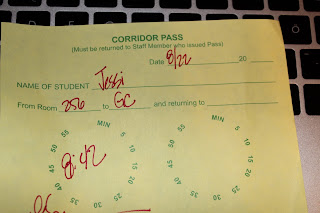 CORRIDOR PASS
(Must be returned to Staff Member who issued Pass)
Date 8/22 20
NAME OF STUDENT Jessi
From Room 256 to GC and returning to
MIN MIN
55 5 55 5
50 10 50 10
9:42
45 15 45 15
40 20 40 20
35 25 35 25
30 30